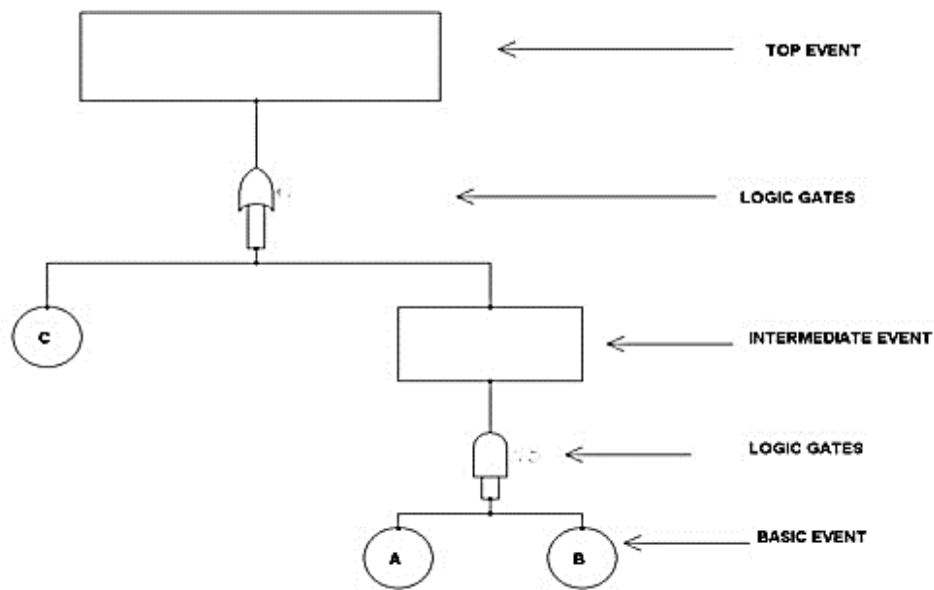 TOP EVENT
LOGIC GATES
C
INTERMEDIATE EVENT
LOGIC GATES
A
B
BASIC EVENT